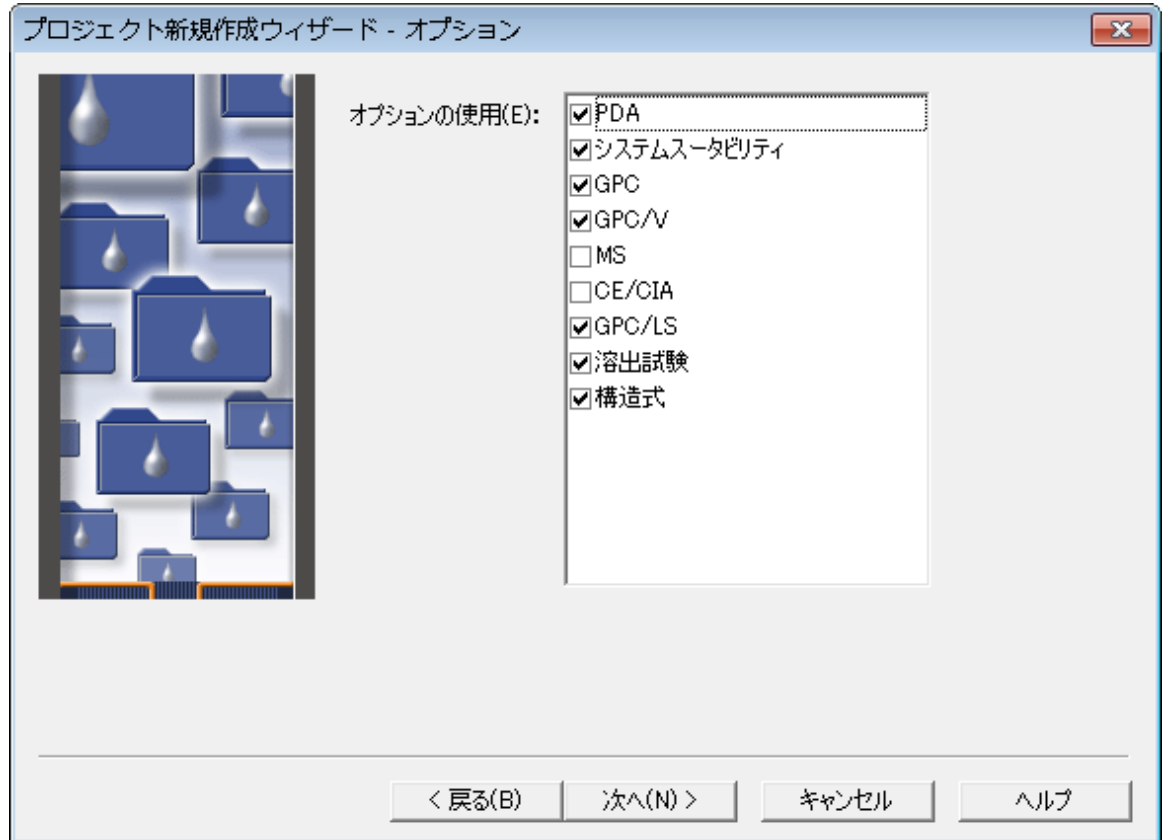 プロジェクト新規作成ウィザード - オプション
オプションの使用(E):
PDA
システムスータビリティ
GPC
GPC/V
MS
CE/CIA
GPC/LS
溶出試験
構造式
< 戻る(B)
次へ(N) >
キャンセル
ヘルプ